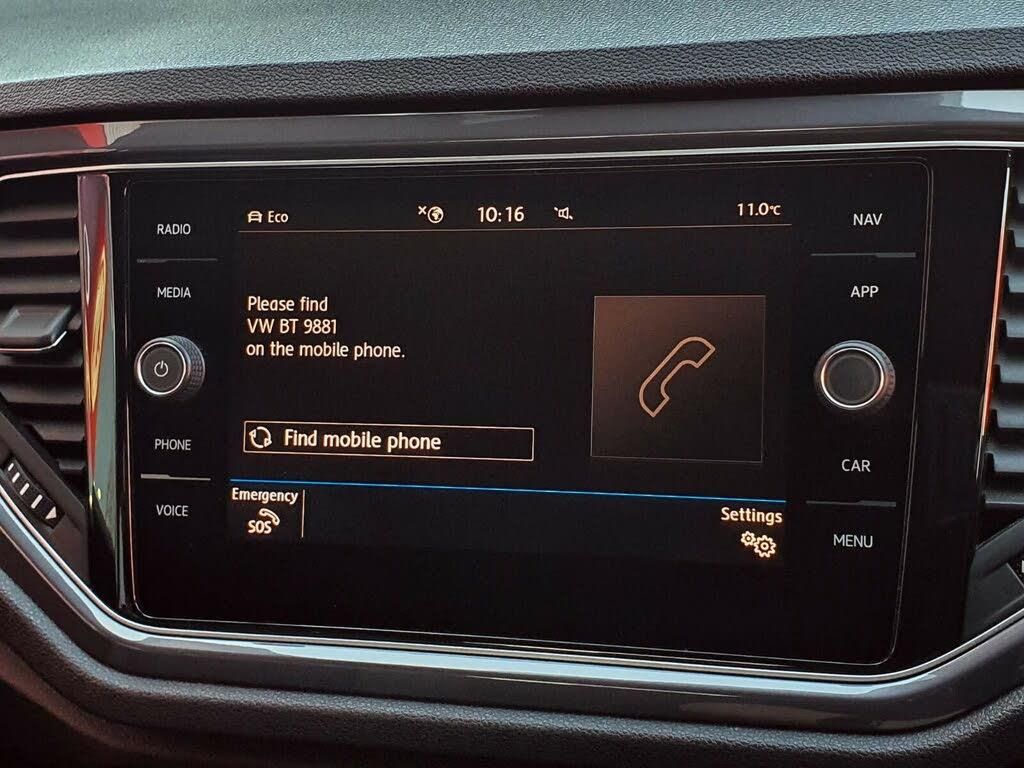 RADIO
MEDIA
PHONE
VOICE
Eco
10:16
11.0°C
Please find
VW BT 9881
on the mobile phone.
Find mobile phone
Emergency
SOS
Settings
NAV
APP
CAR
MENU